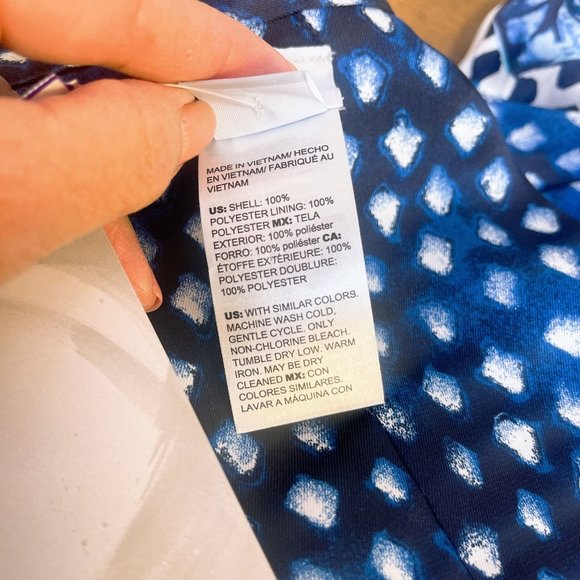 MADE IN VIETNAM/ HECHO
EN VIETNAM/ FABRIQUÉ AU
VIETNAM
US: SHELL: 100%
POLYESTER LINING: 100%
POLYESTER MX: TELA
EXTERIOR: 100% poliéster
FORRO: 100% poliéster CA:
ÉTOFFE EXTÉRIEURE: 100%
POLYESTER DOUBLURE:
100% POLYESTER
US: WITH SIMILAR COLORS.
MACHINE WASH COLD,
GENTLE CYCLE. ONLY
NON-CHLORINE BLEACH.
TUMBLE DRY LOW. WARM
IRON. MAY BE DRY
CLEANED MX: CON
COLORES SIMILARES.
LAVAR A MÁQUINA CON